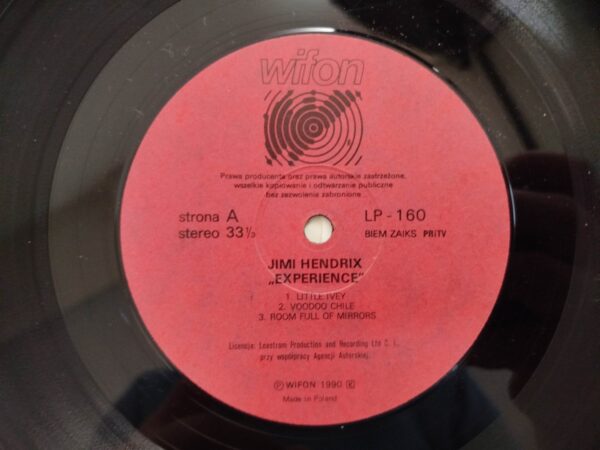 wifon
Prawa producenta oraz prawa autorskie zastrzeżone,
wszelkie kopiowanie i odtwarzanie publiczne
bez zezwolenia zabronione
strona A
LP - 160
stereo 33⅓
BIEM ZAIKS PRiTV
JIMI HENDRIX
„EXPERIENCE"
1. LITTLE IVEY
2. VOODOO CHILE
3. ROOM FULL OF MIRRORS
Licencja: Loestrom Production and Recording Ltd C. I.
przy współpracy Agencji Autorskiej.
Ⓟ WIFON 1990 Ⓒ
Made in Poland